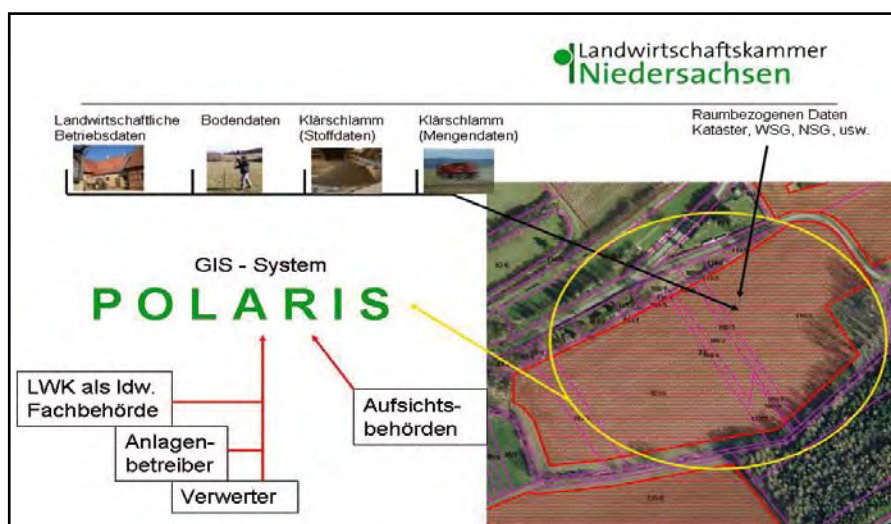 Landwirtschaftskammer
Niedersachsen
Landwirtschaftliche
Betriebsdaten
Bodendaten
Klärschlamm
(Stoffdaten)
Klärschlamm
(Mengendaten)
Raumbezogenen Daten
Kataster, WSG, NSG, usw.
GIS - System
POLARIS
LWK als ldw.
Fachbehörde
Anlagen-
betreiber
Verwerter
Aufsichts-
behörden